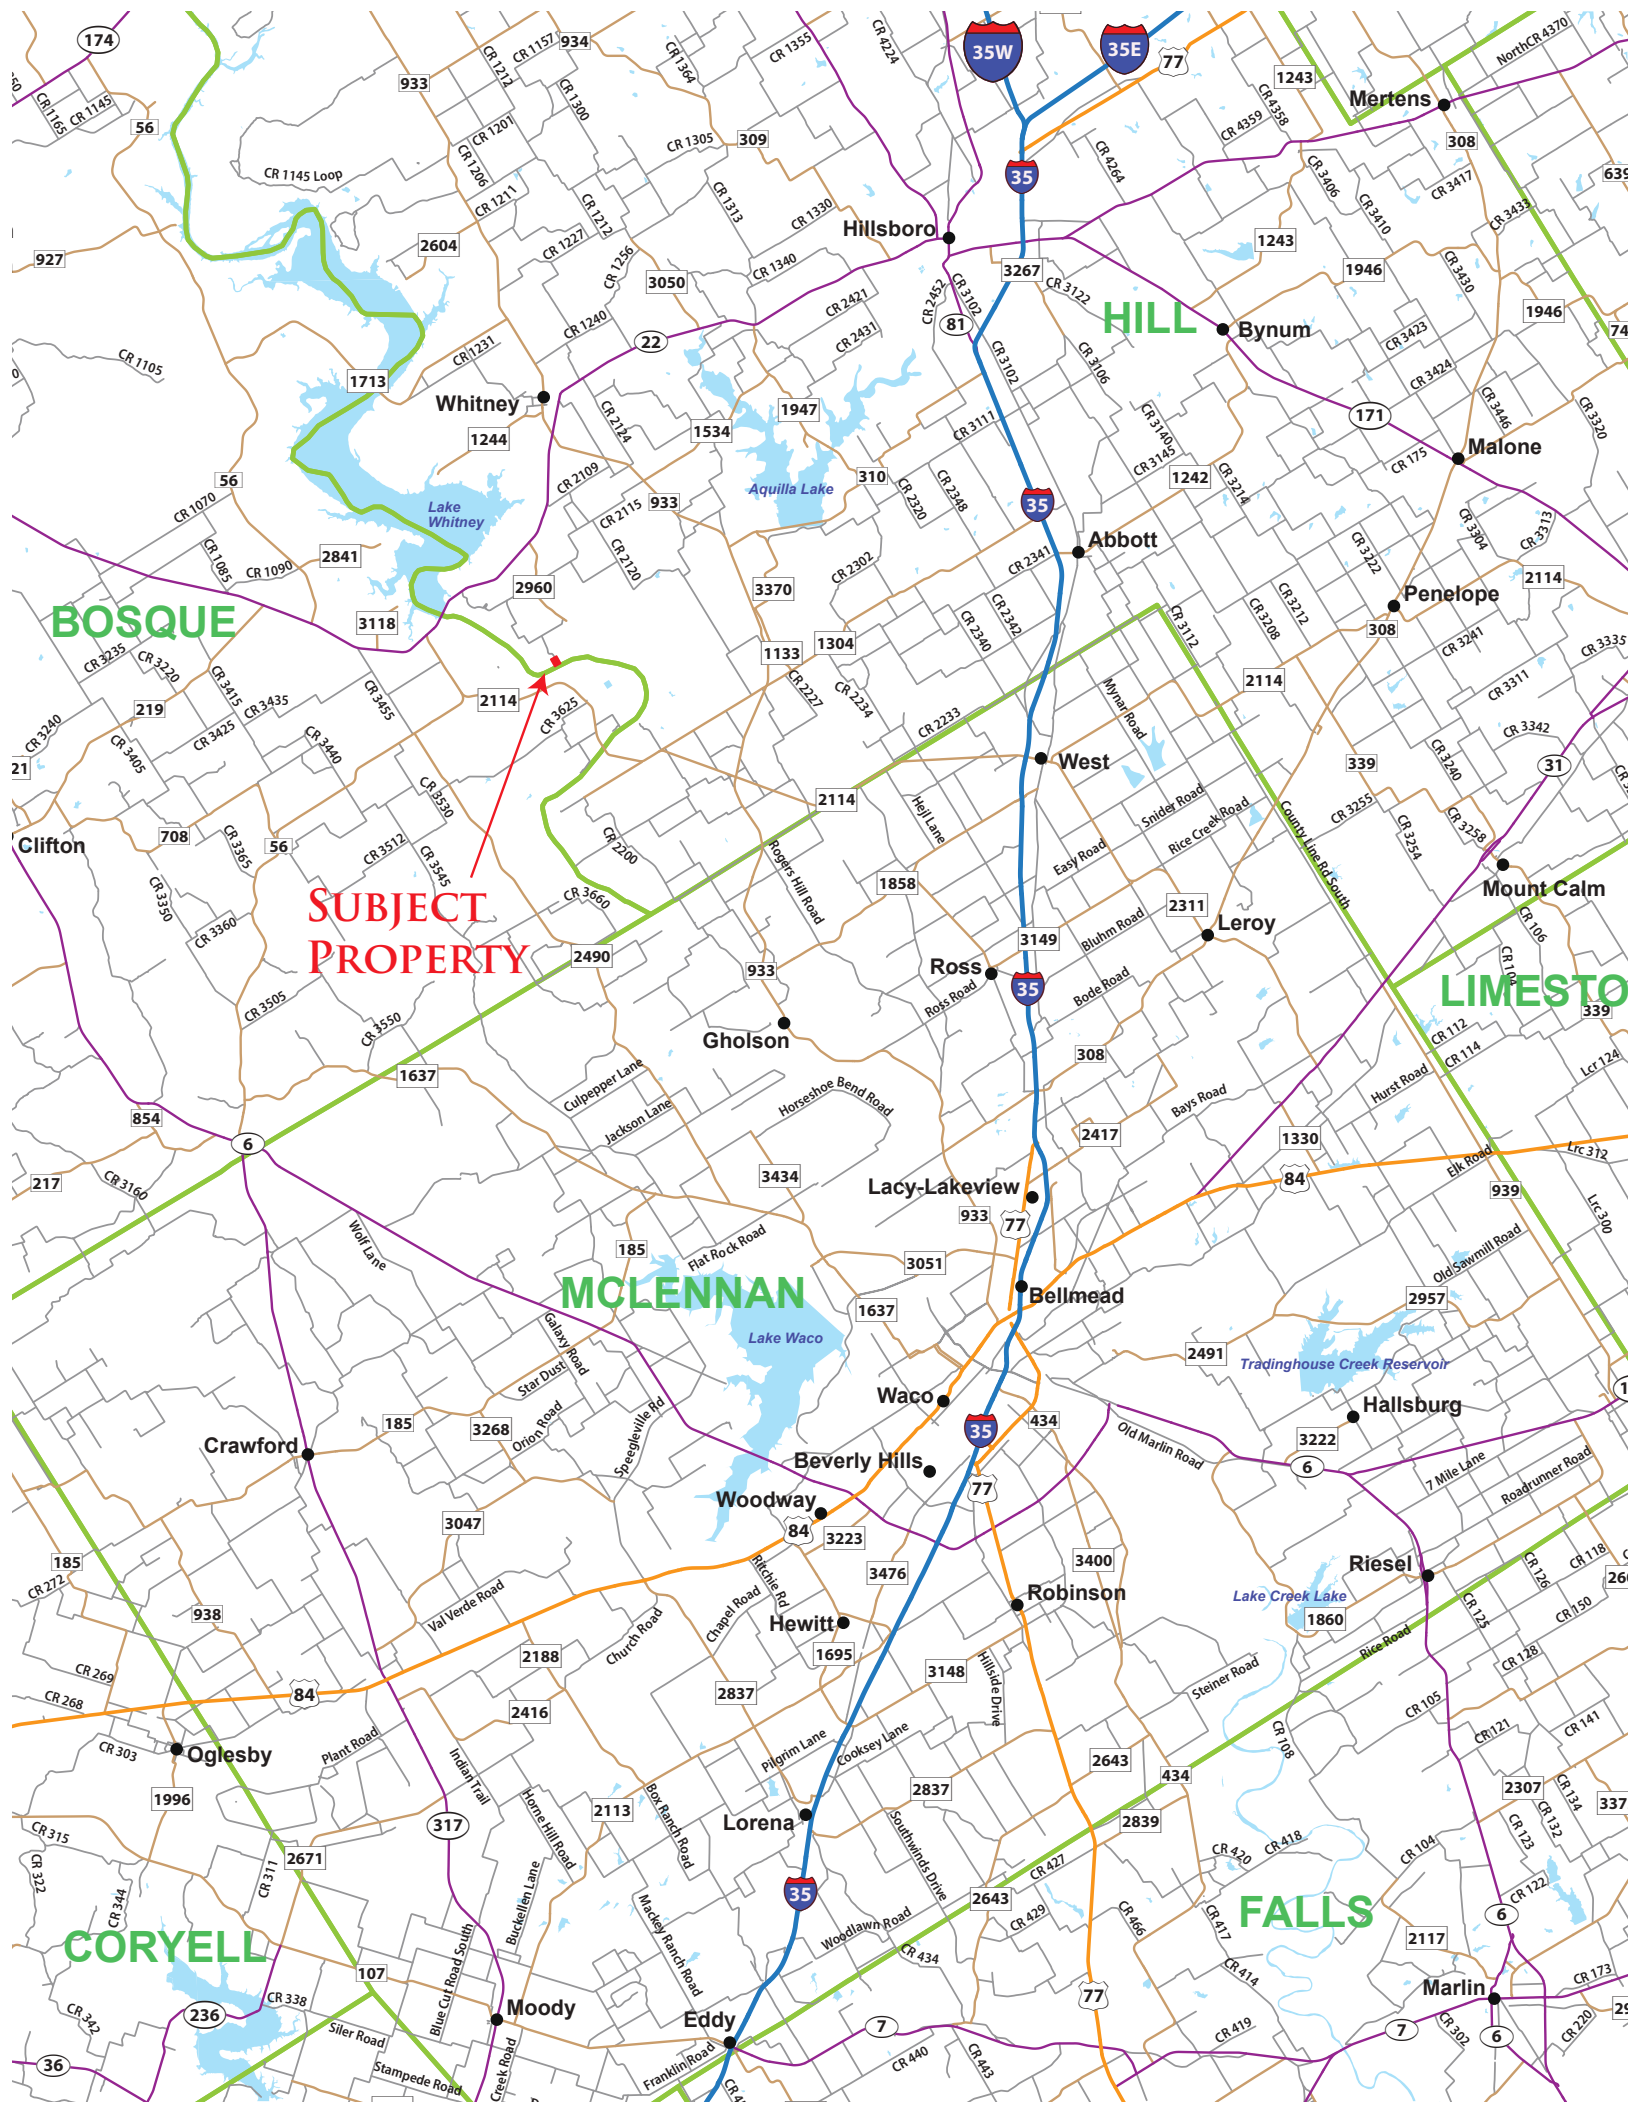 174
CR 1157
934
CR 1212
CR 1364
CR 1355
CR 4224
35W
35E
77
1243
NorthCR 4370
933
CR 1300
CR 1165
CR 1145
56
CR 1201
CR 1305
309
CR 4264
CR 4359
CR 4358
Mertens
308
CR 1206
CR 1145 Loop
CR 1211
CR 1212
CR 1313
CR 1330
35
CR 3406
CR 3417
CR 3410
CR 3433
639
Hillsboro
927
2604
CR 1227
CR 1256
3050
CR 1340
CR 2421
CR 2431
CR 2452
CR 3102
3267
CR 3122
1243
1946
CR 3430
1946
74
HILL
Bynum
CR 1105
1713
CR 1231
CR 1240
22
81
CR 3102
CR 3106
CR 3423
CR 3424
Whitney
1244
CR 2124
1534
1947
CR 3117
CR 3140
171
CR 3446
CR 3320
Malone
56
CR 1070
Lake
Whitney
CR 2109
Aquilla Lake
310
CR 3145
1242
CR 3214
CR 175
CR 2115
933
CR 2320
CR 2348
35
CR 1085
CR 1090
2841
CR 2120
2960
CR 2302
CR 2341
Abbott
CR 3222
CR 3304
CR 3313
2114
3370
Penelope
BOSQUE
3118
CR 2340
CR 2342
CR 3112
CR 3208
CR 3212
308
CR 3241
CR 3335
CR 3235
CR 3220
1133
1304
CR 3415
CR 3455
2114
CR 3625
CR 2227
CR 2234
Mynar Road
2114
CR 3311
219
CR 3435
CR 3240
CR 3425
CR 3405
CR 3440
CR 2233
CR 3342
21
West
339
CR 3240
31
CR 3530
2114
Hejl Lane
Snider Road
Rice Creek Road
CR 3255
CR 3258
Clifton
708
CR 3365
56
CR 3512
CR 3545
CR 2200
Rogers Hill Road
Easy Road
County Line Rd South
CR 3254
Mount Calm
CR 3350
CR 3360
SUBJECT
PROPERTY
CR 3660
1858
2311
Leroy
Bluhm Road
3149
CR 106
CR 104
2490
933
Ross
35
Bode Road
Ross Road
LIMESTO
CR 3505
CR 3550
Gholson
339
CR 112
CR 114
Lcr 124
308
1637
Culpepper Lane
Horseshoe Bend Road
Bays Road
Hurst Road
854
Jackson Lane
2417
1330
6
Elk Road
Lrc 312
217
CR 3160
3434
Lacy-Lakeview
84
939
Lrc 300
933
77
Wolf Lane
185
Flat Rock Road
3051
Old Sawmill Road
MCLENNAN
1637
Bellmead
2957
Lake Waco
Galaxy Road
2491
Tradinghouse Creek Reservoir
Star Dust
Waco
Hallsburg
185
3268
Orion Road
Speegleville Rd
35
434
Old Marlin Road
3222
Crawford
Beverly Hills
6
7 Mile Lane
Roadrunner Road
77
Woodway
84
3047
3223
185
CR 272
3476
3400
Riesel
CR 126
CR 118
Ritchie Rd
938
Val Verde Road
Chapel Road
Robinson
Lake Creek Lake
1860
CR 125
CR 150
Hewitt
Church Road
1695
Rice Road
CR 269
2188
3148
Hillside Drive
Steiner Road
CR 128
CR 268
84
2837
CR 105
2416
CR 121
CR 141
CR 303
Oglesby
Plant Road
Pilgrim Lane
Cooksey Lane
CR 108
Indian Trail
2643
434
2307
CR 134
1996
Horne Hill Road
2113
Box Ranch Road
2837
317
Lorena
Southwinds Drive
2839
CR 123
CR 132
337
CR 315
2671
CR 420
CR 418
CR 104
CR 322
CR 311
CR 427
35
Buckellen Lane
2643
CR 122
CR 344
Mackey Ranch Road
CR 429
CR 466
CR 417
FALLS
6
CORYELL
Blue Cut Road South
Woodlawn Road
CR 434
2117
107
CR 414
CR 173
Marlin
77
CR 338
236
CR 342
Moody
Siler Road
Eddy
7
CR 419
7
CR 302
6
CR 220
36
Stampede Road
Creek Road
Franklin Road
CR 440
CR 443